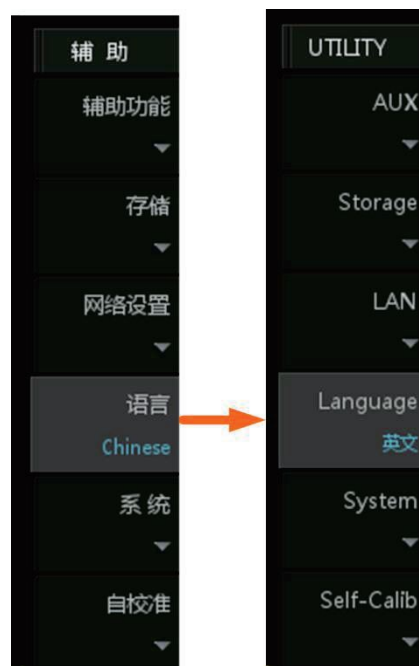 辅 助
辅助功能
存储
网络设置
语言
Chinese
系 统
自校准
UTILITY
AUX
Storage
LAN
Language
英文
System
Self-Calib